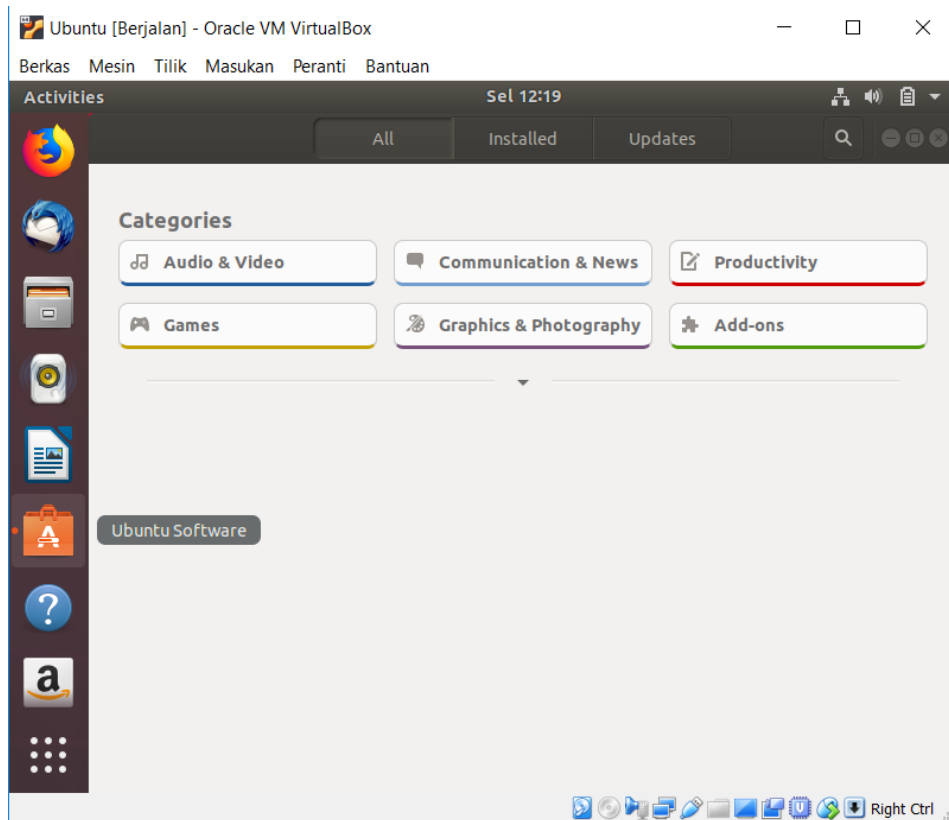 Ubuntu [Berjalan] - Oracle VM VirtualBox
Berkas Mesin Tilik Masukan Peranti Bantuan
Activities Sel 12:19
All Installed Updates
Categories
Audio & Video Communication & News Productivity
Games Graphics & Photography Add-ons
Ubuntu Software
a
Right Ctrl